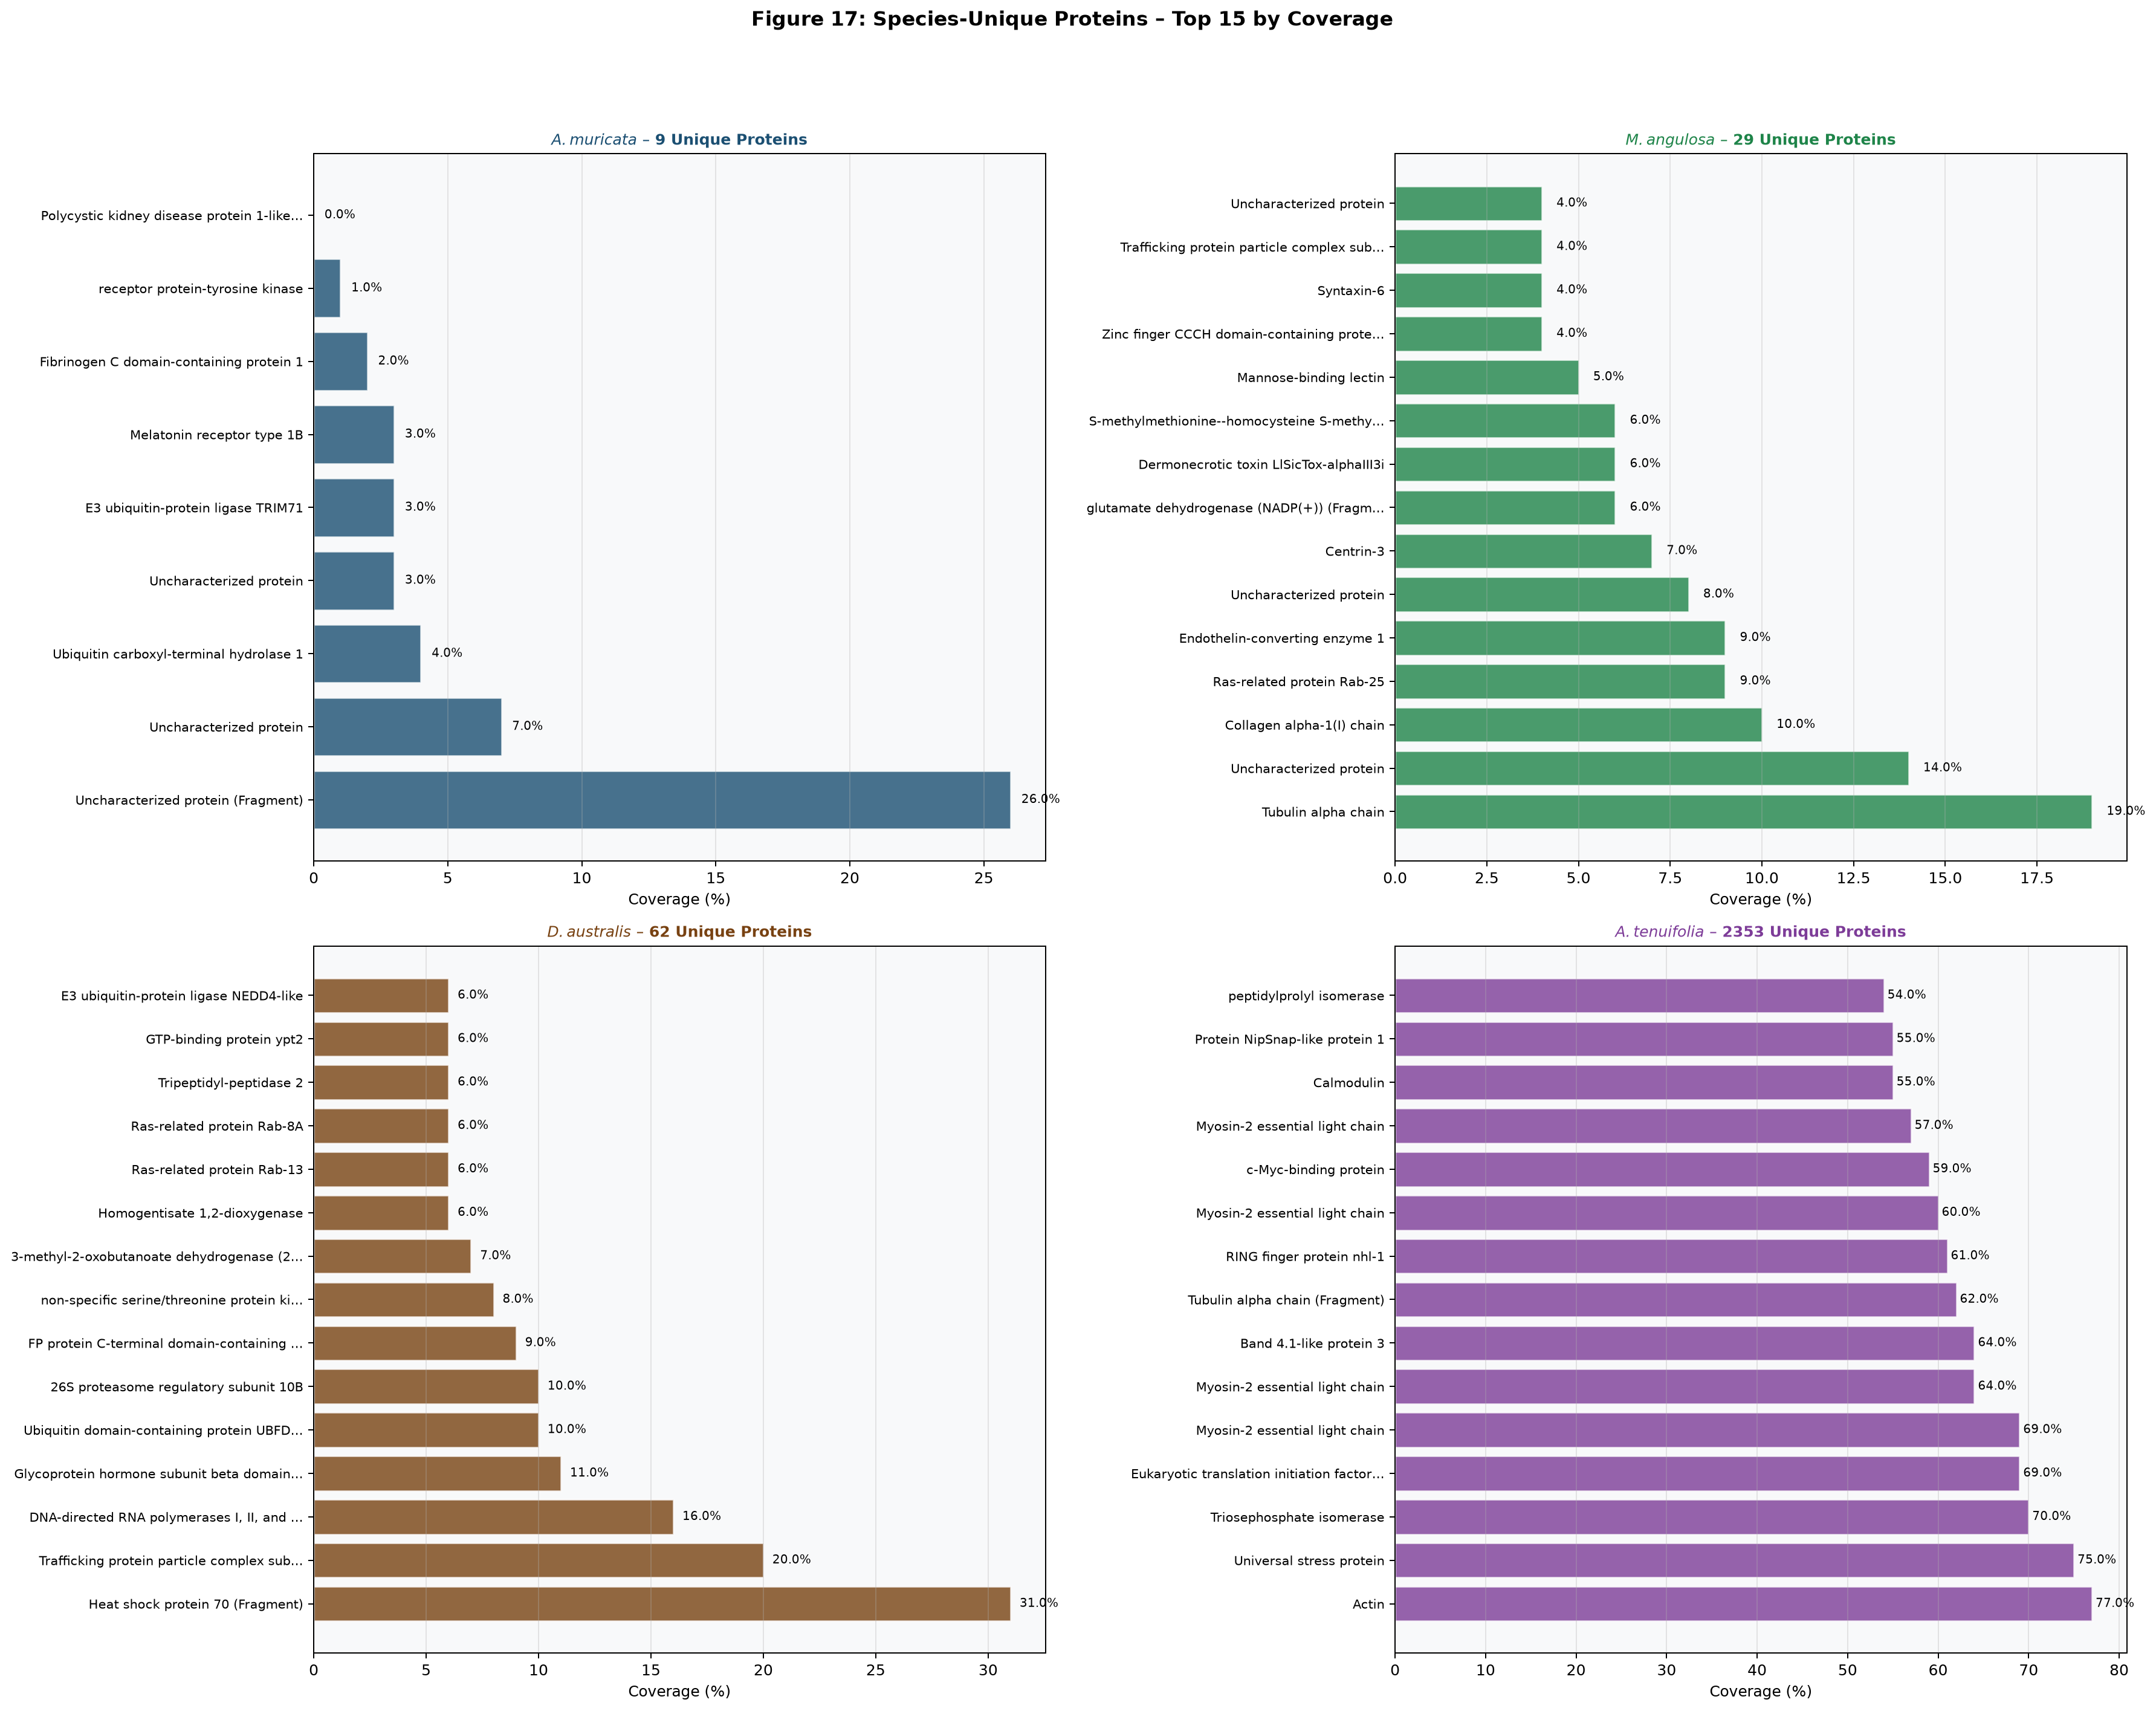 Figure 17: Species-Unique Proteins – Top 15 by Coverage
A. muricata – 9 Unique Proteins
Polycystic kidney disease protein 1-like... 0.0%
receptor protein-tyrosine kinase 1.0%
Fibrinogen C domain-containing protein 1 2.0%
Melatonin receptor type 1B 3.0%
E3 ubiquitin-protein ligase TRIM71 3.0%
Uncharacterized protein 3.0%
Ubiquitin carboxyl-terminal hydrolase 1 4.0%
Uncharacterized protein 7.0%
Uncharacterized protein (Fragment) 26.0%
0 5 10 15 20 25
Coverage (%)
M. angulosa – 29 Unique Proteins
Uncharacterized protein 4.0%
Trafficking protein particle complex sub... 4.0%
Syntaxin-6 4.0%
Zinc finger CCCH domain-containing prote... 4.0%
Mannose-binding lectin 5.0%
S-methylmethionine--homocysteine S-methy... 6.0%
Dermonecrotic toxin LlSicTox-alphaIII3i 6.0%
glutamate dehydrogenase (NADP(+)) (Fragm... 6.0%
Centrin-3 7.0%
Uncharacterized protein 8.0%
Endothelin-converting enzyme 1 9.0%
Ras-related protein Rab-25 9.0%
Collagen alpha-1(I) chain 10.0%
Uncharacterized protein 14.0%
Tubulin alpha chain 19.0%
0.0 2.5 5.0 7.5 10.0 12.5 15.0 17.5
Coverage (%)
D. australis – 62 Unique Proteins
E3 ubiquitin-protein ligase NEDD4-like 6.0%
GTP-binding protein ypt2 6.0%
Tripeptidyl-peptidase 2 6.0%
Ras-related protein Rab-8A 6.0%
Ras-related protein Rab-13 6.0%
Homogentisate 1,2-dioxygenase 6.0%
3-methyl-2-oxobutanoate dehydrogenase (2... 7.0%
non-specific serine/threonine protein ki... 8.0%
FP protein C-terminal domain-containing ... 9.0%
26S proteasome regulatory subunit 10B 10.0%
Ubiquitin domain-containing protein UBFD... 10.0%
Glycoprotein hormone subunit beta domain... 11.0%
DNA-directed RNA polymerases I, II, and ... 16.0%
Trafficking protein particle complex sub... 20.0%
Heat shock protein 70 (Fragment) 31.0%
0 5 10 15 20 25 30
Coverage (%)
A. tenuifolia – 2353 Unique Proteins
peptidylprolyl isomerase 54.0%
Protein NipSnap-like protein 1 55.0%
Calmodulin 55.0%
Myosin-2 essential light chain 57.0%
c-Myc-binding protein 59.0%
Myosin-2 essential light chain 60.0%
RING finger protein nhl-1 61.0%
Tubulin alpha chain (Fragment) 62.0%
Band 4.1-like protein 3 64.0%
Myosin-2 essential light chain 64.0%
Myosin-2 essential light chain 69.0%
Eukaryotic translation initiation factor... 69.0%
Triosephosphate isomerase 70.0%
Universal stress protein 75.0%
Actin 77.0%
0 10 20 30 40 50 60 70 80
Coverage (%)